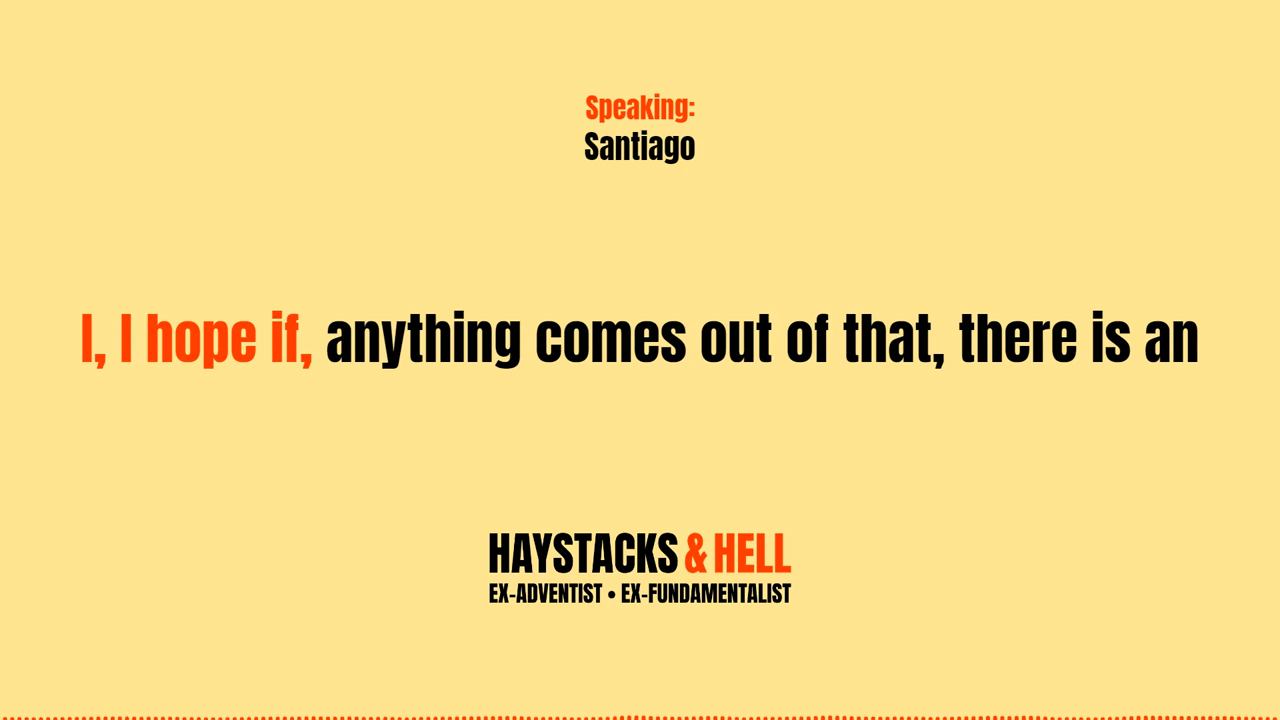 Speaking:
Santiago
I, I hope if, anything comes out of that, there is an
HAYSTACKS & HELL
EX-ADVENTIST • EX-FUNDAMENTALIST